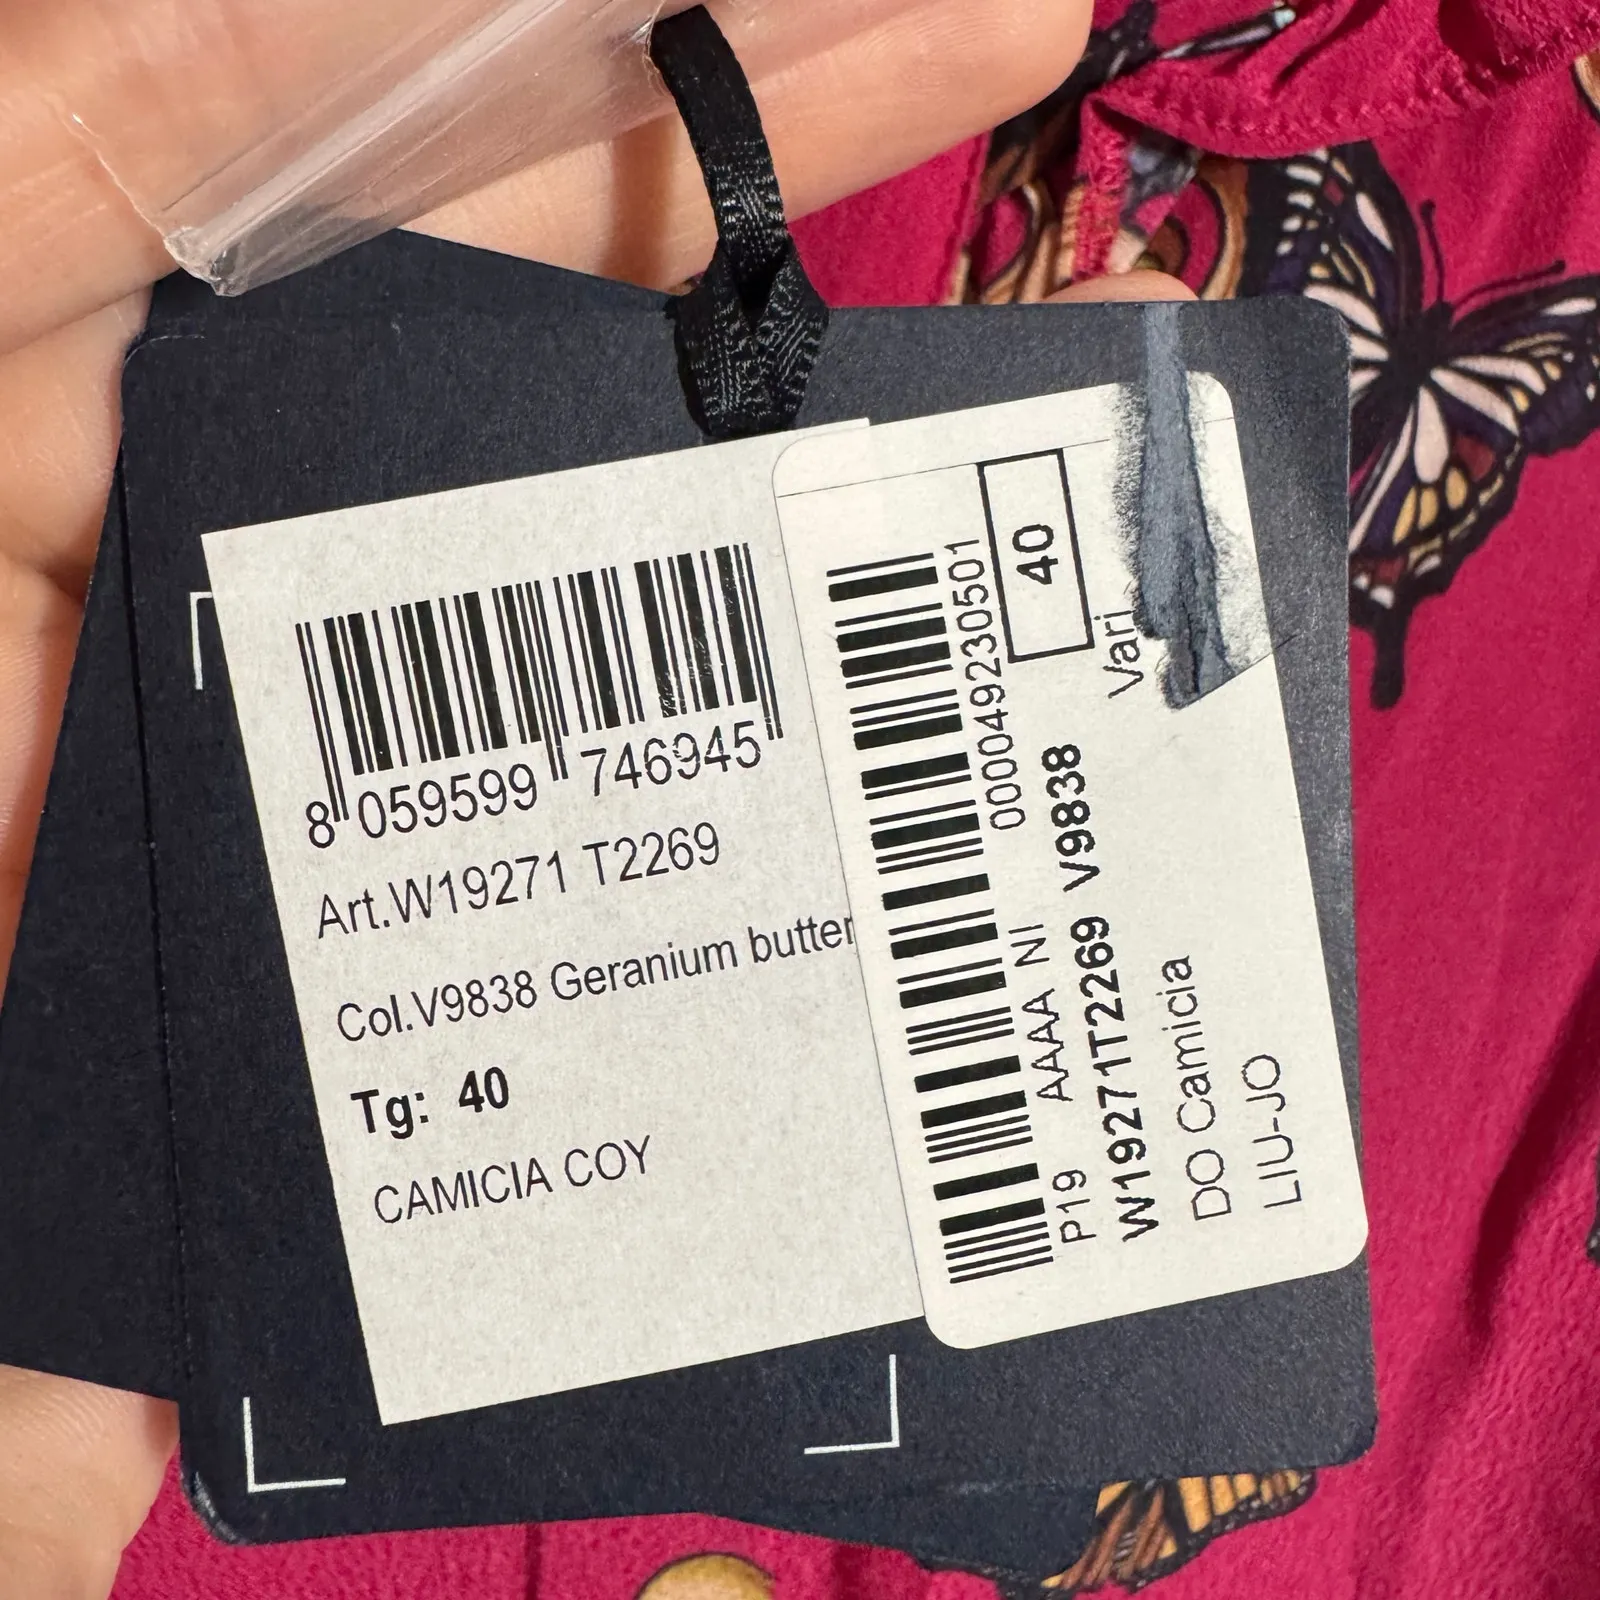 8 059599 746945
Art.W19271 T2269
Col.V9838 Geranium butter
Tg: 40
CAMICIA COY
000049230501
40
P19 AAAA NI
Vari
W19271T2269 V9838
DO Camicia
LIU-JO